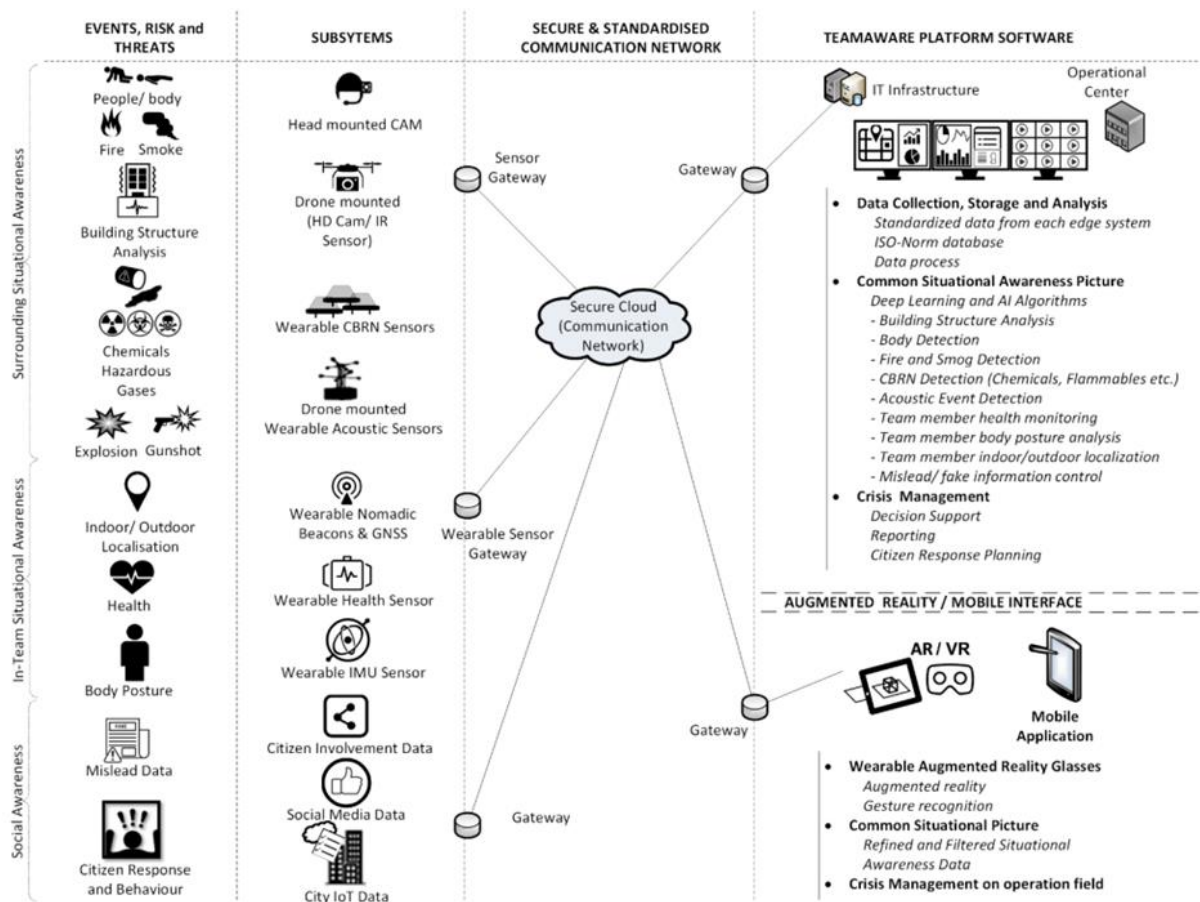 EVENTS, RISK and
THREATS
SUBSYTEMS
SECURE & STANDARDISED
COMMUNICATION NETWORK
TEAMAWARE PLATFORM SOFTWARE
Surrounding Situational Awareness
In-Team Situational Awareness
Social Awareness
People/ body
Fire
Smoke
Building Structure
Analysis
Chemicals
Hazardous
Gases
Explosion
Gunshot
Indoor/ Outdoor
Localisation
Health
Body Posture
Mislead Data
Citizen Response
and Behaviour
Head mounted CAM
Drone mounted
(HD Cam/ IR
Sensor)
Wearable CBRN Sensors
Drone mounted
Wearable Acoustic Sensors
Wearable Nomadic
Beacons & GNSS
Wearable Health Sensor
Wearable IMU Sensor
Citizen Involvement Data
Social Media Data
City IoT Data
Sensor
Gateway
Gateway
Secure Cloud
(Communication
Network)
Wearable Sensor
Gateway
Gateway
Gateway
IT Infrastructure
Operational
Center
• Data Collection, Storage and Analysis
Standardized data from each edge system
ISO-Norm database
Data process
• Common Situational Awareness Picture
Deep Learning and AI Algorithms
- Building Structure Analysis
- Body Detection
- Fire and Smog Detection
- CBRN Detection (Chemicals, Flammables etc.)
- Acoustic Event Detection
- Team member health monitoring
- Team member body posture analysis
- Team member indoor/outdoor localization
- Mislead/ fake information control
• Crisis Management
Decision Support
Reporting
Citizen Response Planning
AUGMENTED REALITY / MOBILE INTERFACE
AR / VR
Mobile
Application
• Wearable Augmented Reality Glasses
Augmented reality
Gesture recognition
• Common Situational Picture
Refined and Filtered Situational
Awareness Data
• Crisis Management on operation field